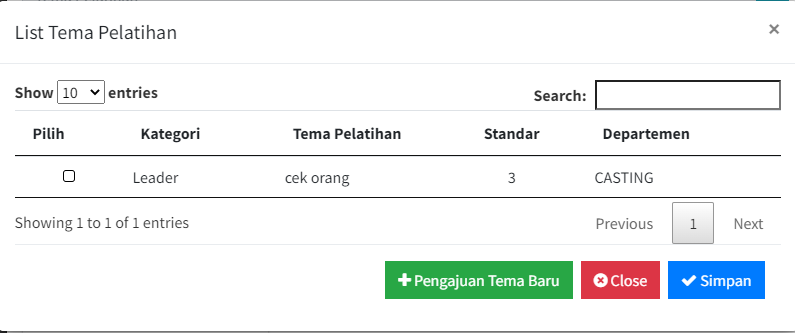 List Tema Pelatihan ×
Show 10 entries Search:
Pilih Kategori Tema Pelatihan Standar Departemen
Leader cek orang 3 CASTING
Showing 1 to 1 of 1 entries Previous 1 Next
Pengajuan Tema Baru Close Simpan